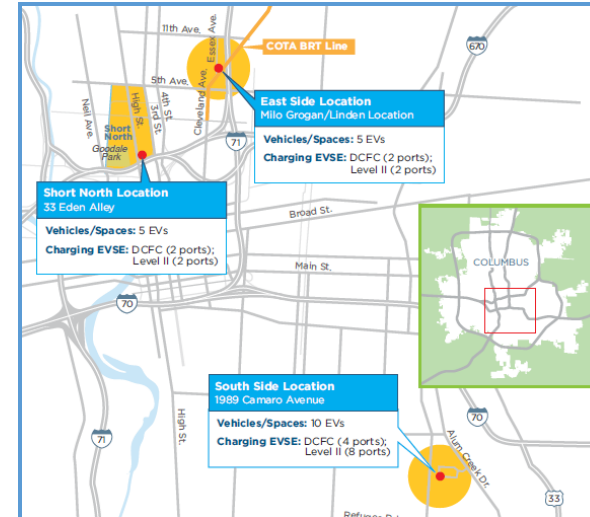 11th Ave.
Essex Ave.
COTA BRT Line
670
5th Ave.
Cleveland Ave.
Neil Ave.
High St.
3rd St.
4th St.
Short
North
Goodale
Park
71
East Side Location
Milo Grogan/Linden Location
Vehicles/Spaces: 5 EVs
Charging EVSE: DCFC (2 ports);
Level II (2 ports)
Short North Location
33 Eden Alley
Vehicles/Spaces: 5 EVs
Charging EVSE: DCFC (2 ports);
Level II (2 ports)
Broad St.
Main St.
COLUMBUS
70
South Side Location
1989 Camaro Avenue
Vehicles/Spaces: 10 EVs
Charging EVSE: DCFC (4 ports);
Level II (8 ports)
High St.
71
70
Alum Creek Dr.
33